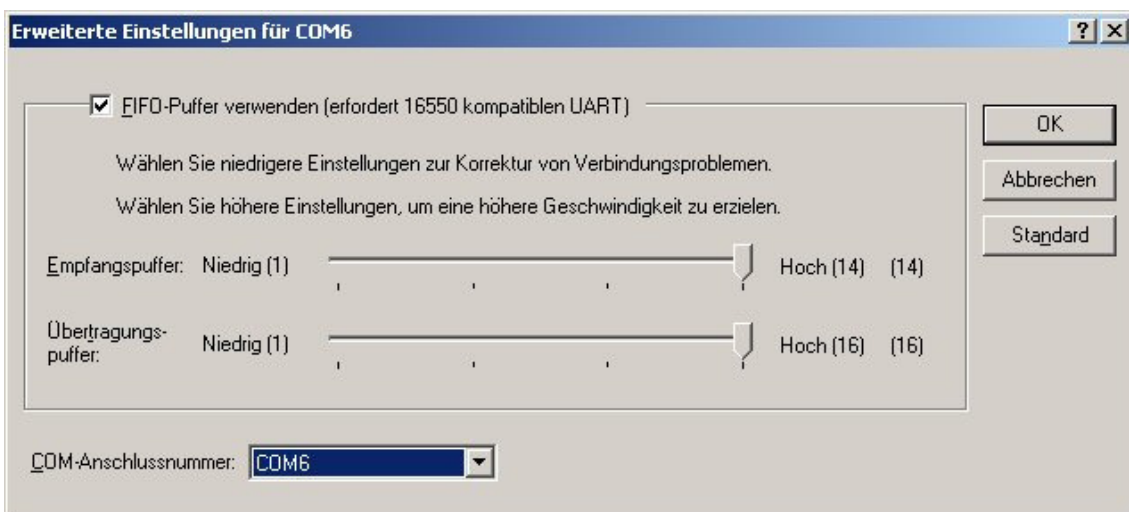 Erweiterte Einstellungen für COM6
FIFO-Puffer verwenden (erfordert 16550 kompatiblen UART)
OK
Wählen Sie niedrigere Einstellungen zur Korrektur von Verbindungsproblemen.
Abbrechen
Wählen Sie höhere Einstellungen, um eine höhere Geschwindigkeit zu erzielen.
Standard
Empfangspuffer: Niedrig (1) Hoch (14) (14)
Übertragungs-
puffer: Niedrig (1) Hoch (16) (16)
COM-Anschlussnummer: COM6